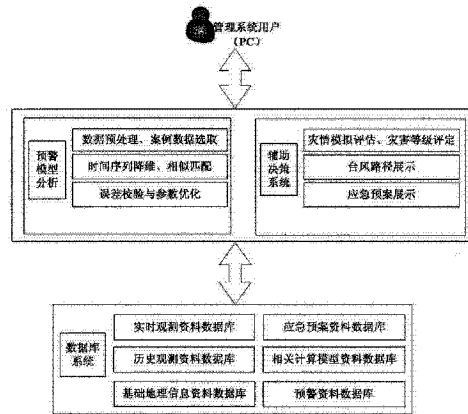 管理系统用户
（PC）
预警
模型
分析
数据预处理、案例数据选取
时间序列降维、相似匹配
误差校验与参数优化
辅助
决策
系统
灾情模拟评估、灾害等级评定
台风路径展示
应急预案展示
数据库
系统
实时观测资料数据库
应急预案资料数据库
历史观测资料数据库
相关计算模型资料数据库
基础地理信息资料数据库
预警资料数据库